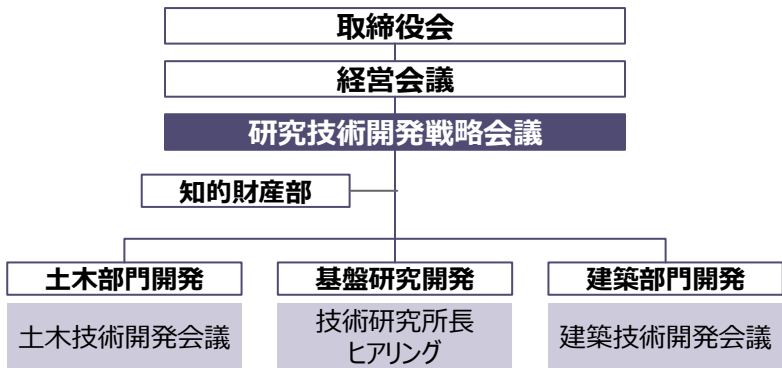 取締役会
経営会議
研究技術開発戦略会議
知的財産部
土木部門開発
基盤研究開発
建築部門開発
土木技術開発会議
技術研究所長
ヒアリング
建築技術開発会議